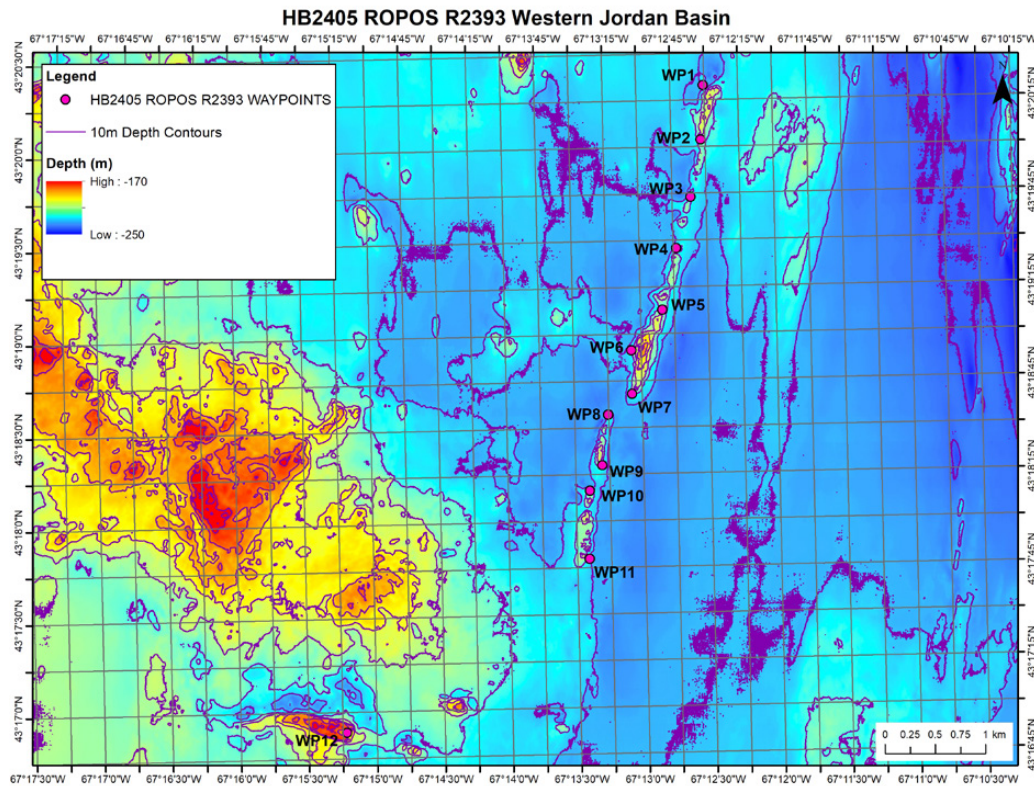 HB2405 ROPOS R2393 Western Jordan Basin
67°17'15"W 67°16'45"W 67°16'15"W 67°15'45"W 67°15'15"W 67°14'45"W 67°14'15"W 67°13'45"W 67°13'15"W 67°12'45"W 67°12'15"W 67°11'45"W 67°11'15"W 67°10'45"W 67°10'15"W
43°20'30"N
43°20'0"N
43°19'30"N
43°19'0"N
43°18'30"N
43°18'0"N
43°17'30"N
43°17'0"N
Legend
HB2405 ROPOS R2393 WAYPOINTS
10m Depth Contours
Depth (m)
High : -170
Low : -250
WP1
WP2
WP3
WP4
WP5
WP6
WP7
WP8
WP9
WP10
WP11
WP12
43°20'15"N
43°19'45"N
43°19'15"N
43°18'45"N
43°18'15"N
43°17'45"N
43°17'15"N
43°16'45"N
0 0.25 0.5 1 km
67°17'30"W 67°17'0"W 67°16'30"W 67°16'0"W 67°15'30"W 67°15'0"W 67°14'30"W 67°14'0"W 67°13'30"W 67°12'30"W 67°12'0"W 67°11'30"W 67°11'0"W 67°10'30"W